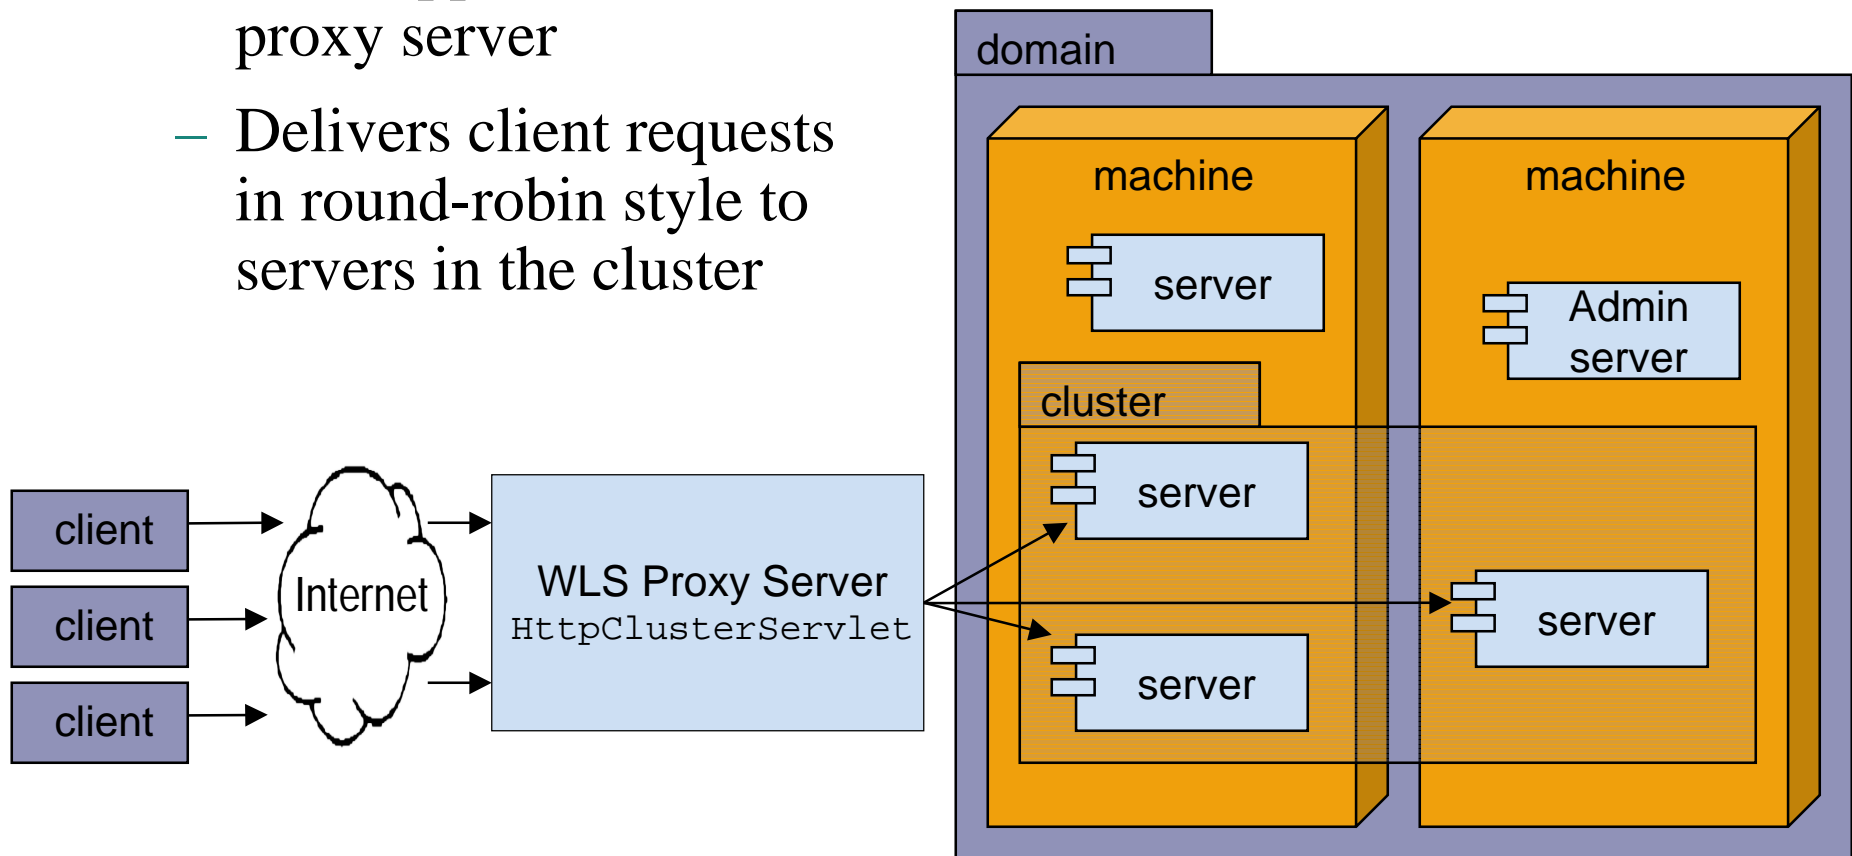 proxy server
– Delivers client requests
in round-robin style to
servers in the cluster
domain
machine
machine
server
Admin
server
cluster
server
server
server
client
client
client
Internet
WLS Proxy Server
HttpClusterServlet